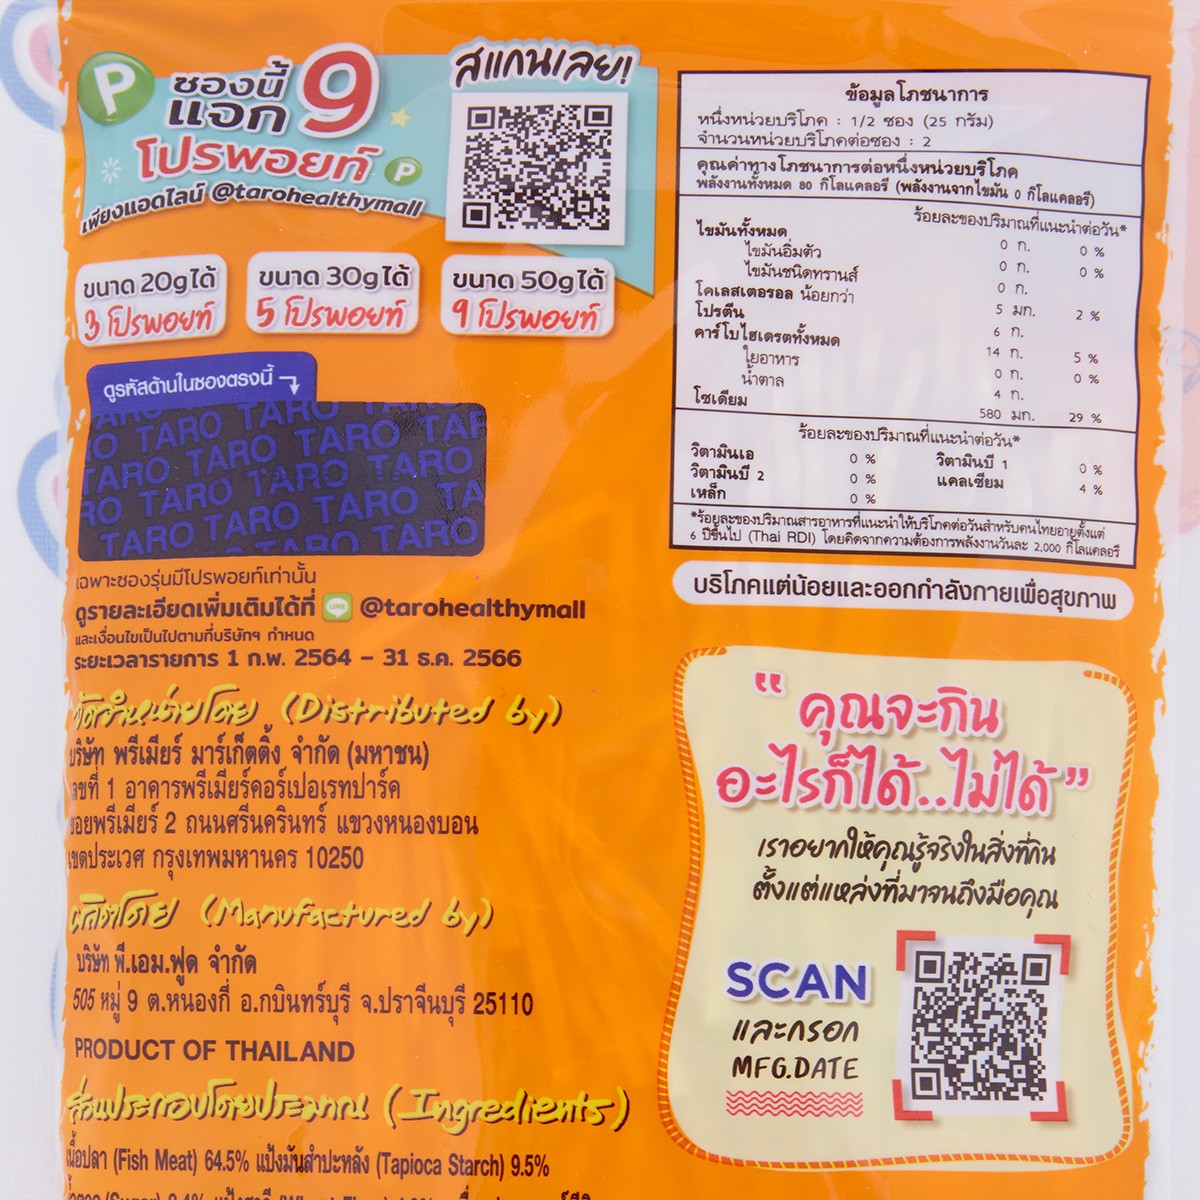 P
ซองนี้ 9
แจก
โปรพอยท์ P
เพียงแอดไลน์ @tarohealthymall
สแกนเลย!
ขนาด 20gได้
3 โปรพอยท์
ขนาด 30gได้
5 โปรพอยท์
ขนาด 50gได้
9 โปรพอยท์
ดูรหัสด้านในซองตรงนี้
TARO TARO TARO
TARO TARO TARO
TARO TARO TARO
TARO TARO TARO
TARO TARO TARO TARO
เฉพาะซองรุ่นมีโปรพอยท์เท่านั้น
ดูรายละเอียดเพิ่มเติมได้ที่ LINE @tarohealthymall
และเงื่อนไขเป็นไปตามที่บริษัทฯ กำหนด
ระยะเวลารายการ 1 ก.พ. 2564 – 31 ธ.ค. 2566
จัดจำหน่ายโดย (Distributed by)
บริษัท พรีเมียร์ มาร์เก็ตติ้ง จำกัด (มหาชน)
เลขที่ 1 อาคารพรีเมียร์คอร์เปอเรทปาร์ค
ซอยพรีเมียร์ 2 ถนนศรีนครินทร์ แขวงหนองบอน
เขตประเวศ กรุงเทพมหานคร 10250
ผลิตโดย (Manufactured by)
บริษัท พี.เอม.ฟูด จำกัด
505 หมู่ 9 ต.หนองกี่ อ.กบินทร์บุรี จ.ปราจีนบุรี 25110
PRODUCT OF THAILAND
ส่วนประกอบโดยประมาณ (Ingredients)
เนื้อปลา (Fish Meat) 64.5% แป้งมันสำปะหลัง (Tapioca Starch) 9.5%
ข้อมูลโภชนาการ
หนึ่งหน่วยบริโภค : 1/2 ซอง (25 กรัม)
จำนวนหน่วยบริโภคต่อซอง : 2
คุณค่าทางโภชนาการต่อหนึ่งหน่วยบริโภค
พลังงานทั้งหมด 80 กิโลแคลอรี (พลังงานจากไขมัน 0 กิโลแคลอรี)
ร้อยละของปริมาณที่แนะนำต่อวัน*
ไขมันทั้งหมด 0 ก. 0 %
ไขมันอิ่มตัว 0 ก. 0 %
ไขมันชนิดทรานส์ 0 ก.
โคเลสเตอรอล น้อยกว่า 5 มก. 2 %
โปรตีน 6 ก.
คาร์โบไฮเดรตทั้งหมด 14 ก. 5 %
ใยอาหาร 0 ก. 0 %
น้ำตาล 4 ก.
โซเดียม 580 มก. 29 %
ร้อยละของปริมาณที่แนะนำต่อวัน*
วิตามินเอ 0 % วิตามินบี 1 0 %
วิตามินบี 2 0 % แคลเซียม 4 %
เหล็ก 0 %
*ร้อยละของปริมาณสารอาหารที่แนะนำให้บริโภคต่อวันสำหรับคนไทยอายุตั้งแต่
6 ปีขึ้นไป (Thai RDI) โดยคิดจากความต้องการพลังงานวันละ 2,000 กิโลแคลอรี
บริโภคแต่น้อยและออกกำลังกายเพื่อสุขภาพ
“คุณจะกิน
อะไรก็ได้..ไม่ได้”
เราอยากให้คุณรู้จริงในสิ่งที่กิน
ตั้งแต่แหล่งที่มาจนถึงมือคุณ
SCAN
และกรอก
MFG.DATE